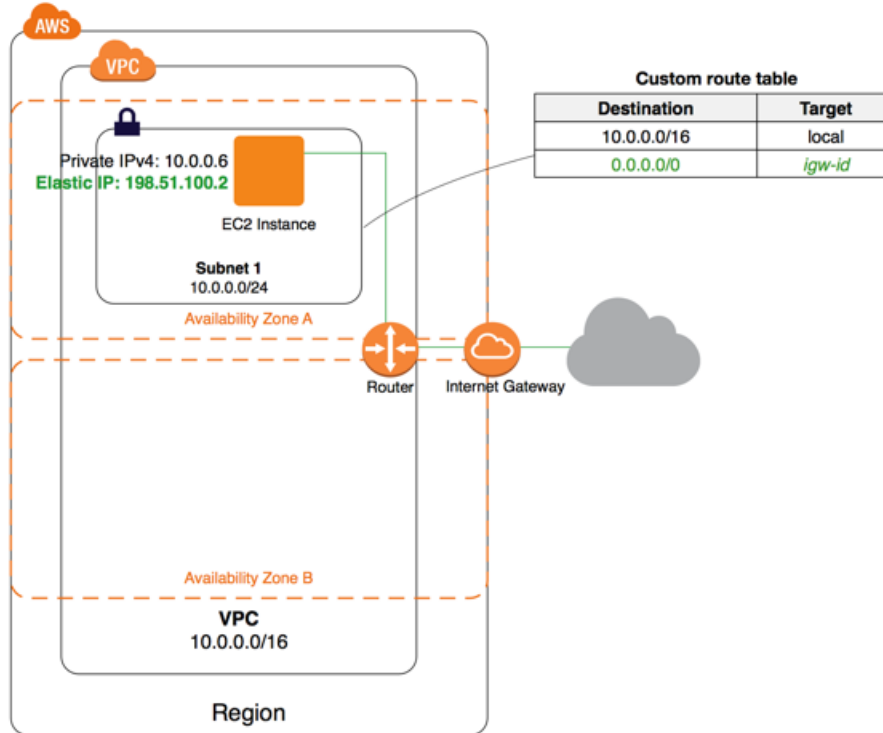 AWS
VPC
Custom route table
Destination Target
10.0.0.0/16 local
0.0.0.0/0 igw-id
Private IPv4: 10.0.0.6
Elastic IP: 198.51.100.2
EC2 Instance
Subnet 1
10.0.0.0/24
Availability Zone A
Router
Internet Gateway
Availability Zone B
VPC
10.0.0.0/16
Region